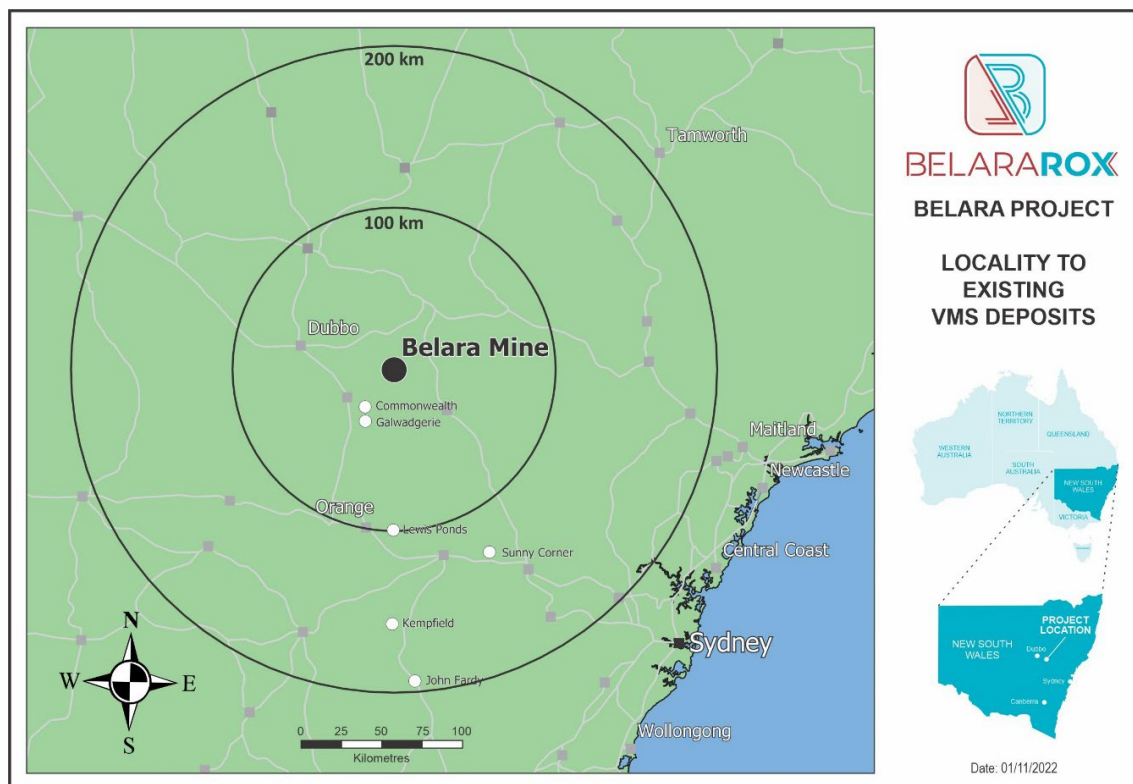 200 km
Tamworth
100 km
Dubbo
Belara Mine
Commonwealth
Galwadgerie
Maitland
Newcastle
Orange
Lewis Ponds
Sunny Corner
Central Coast
Kempfield
Sydney
John Fardy
Wollongong
N
W E
S
0 25 50 75 100
Kilometres
BELARAROX
BELARA PROJECT
LOCALITY TO
EXISTING
VMS DEPOSITS
NORTHERN
TERRITORY
QUEENSLAND
WESTERN
AUSTRALIA
SOUTH
AUSTRALIA
NEW SOUTH
WALES
VICTORIA
PROJECT
LOCATION
NEW SOUTH
WALES
Dubbo
Sydney
Canberra
Date: 01/11/2022